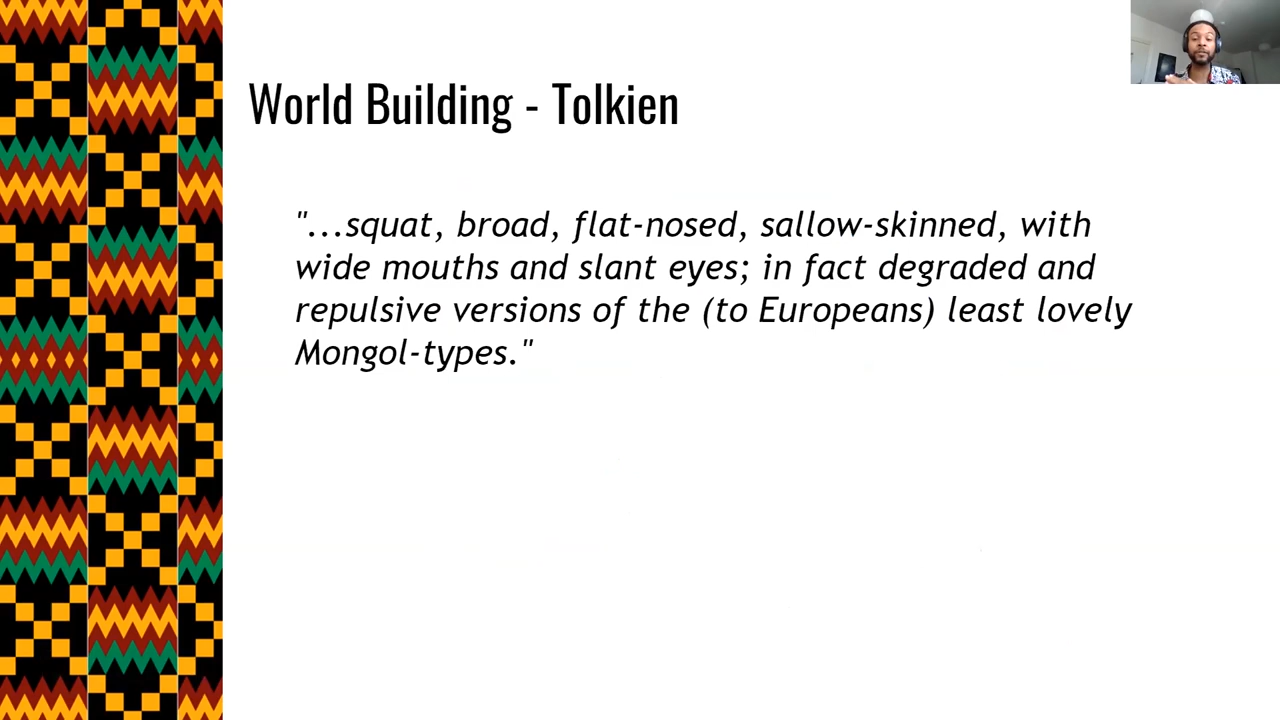 World Building - Tolkien
"...squat, broad, flat-nosed, sallow-skinned, with
wide mouths and slant eyes; in fact degraded and
repulsive versions of the (to Europeans) least lovely
Mongol-types."